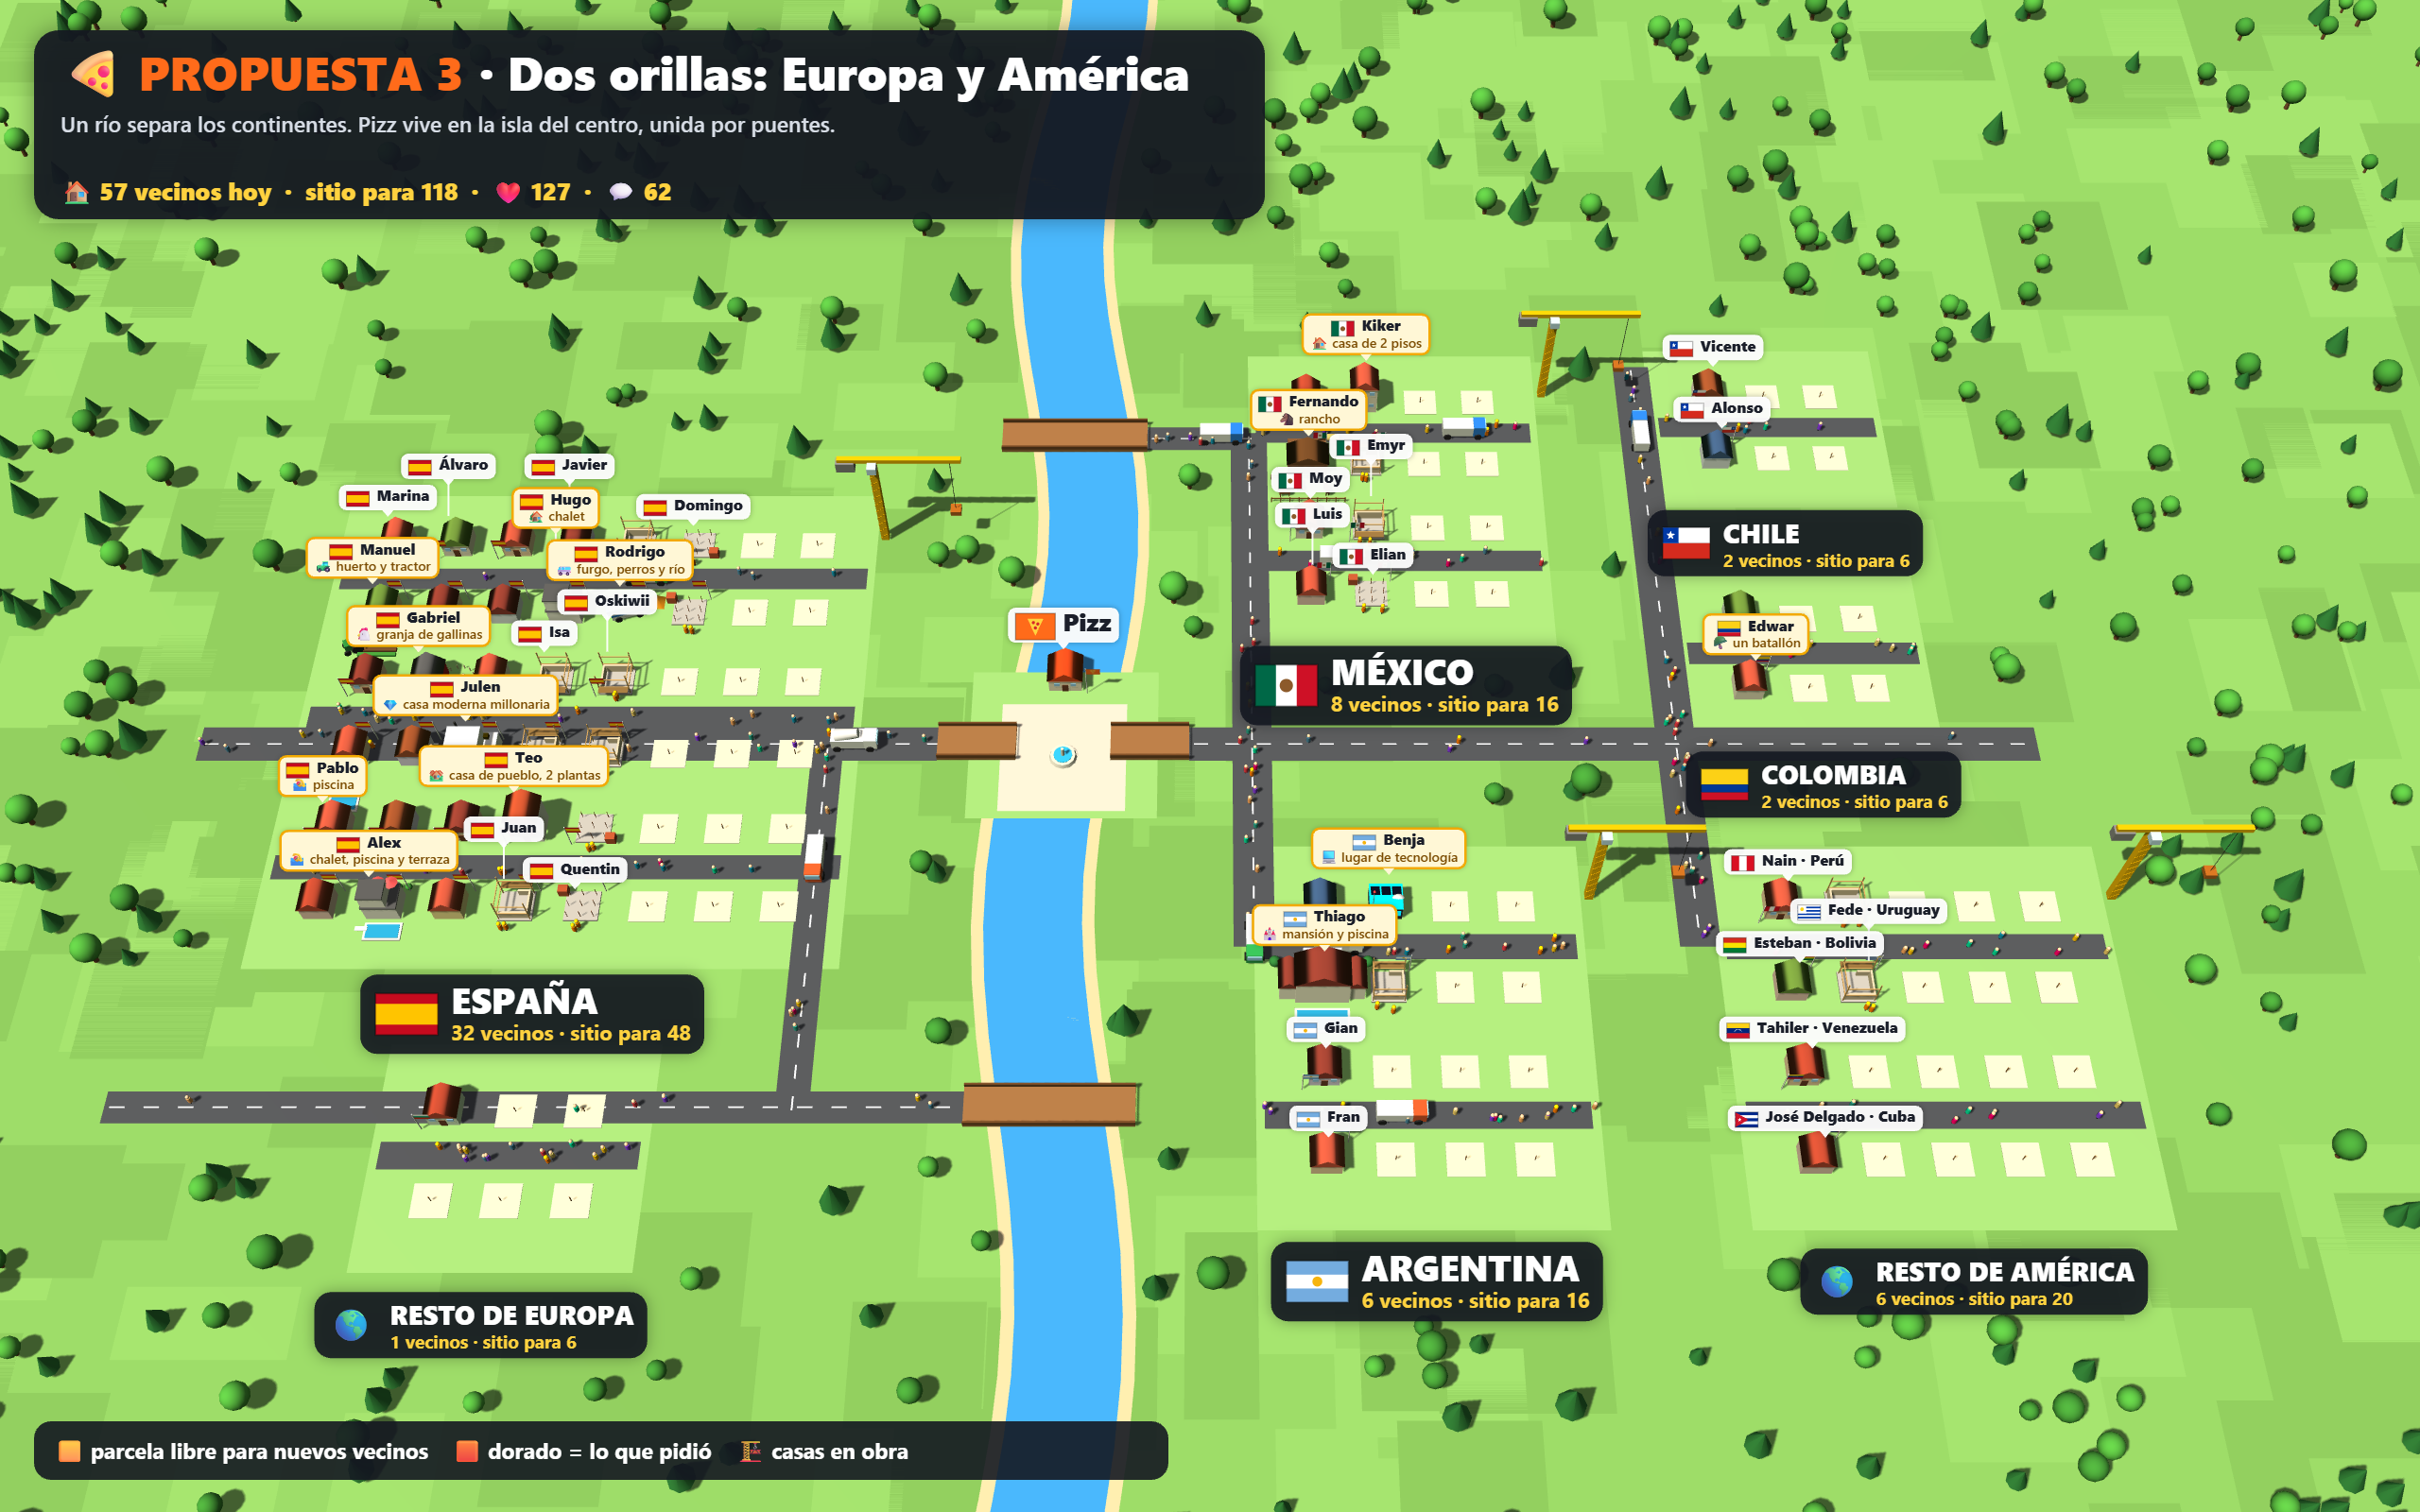 PROPUESTA 3 · Dos orillas: Europa y América
Un río separa los continentes. Pizz vive en la isla del centro, unida por puentes.
57 vecinos hoy · sitio para 118 · 127 · 62
Kiker
casa de 2 pisos
Vicente
Fernando
rancho
Alonso
Emyr
Álvaro
Javier
Moy
Marina
Hugo
chalet
Domingo
Luis
CHILE
2 vecinos · sitio para 6
Manuel
huerto y tractor
Rodrigo
furgo, perros y río
Elian
Oskiwii
Gabriel
granja de gallinas
Isa
Pizz
Edwar
un batallón
MÉXICO
8 vecinos · sitio para 16
Julen
casa moderna millonaria
Pablo
piscina
Teo
casa de pueblo, 2 plantas
COLOMBIA
2 vecinos · sitio para 6
Juan
Alex
chalet, piscina y terraza
Benja
lugar de tecnología
Nain · Perú
Quentin
Thiago
mansión y piscina
Fede · Uruguay
Esteban · Bolivia
ESPAÑA
32 vecinos · sitio para 48
Gian
Tahiler · Venezuela
Fran
José Delgado · Cuba
ARGENTINA
6 vecinos · sitio para 16
RESTO DE AMÉRICA
6 vecinos · sitio para 20
RESTO DE EUROPA
1 vecinos · sitio para 6
parcela libre para nuevos vecinos dorado = lo que pidió casas en obra